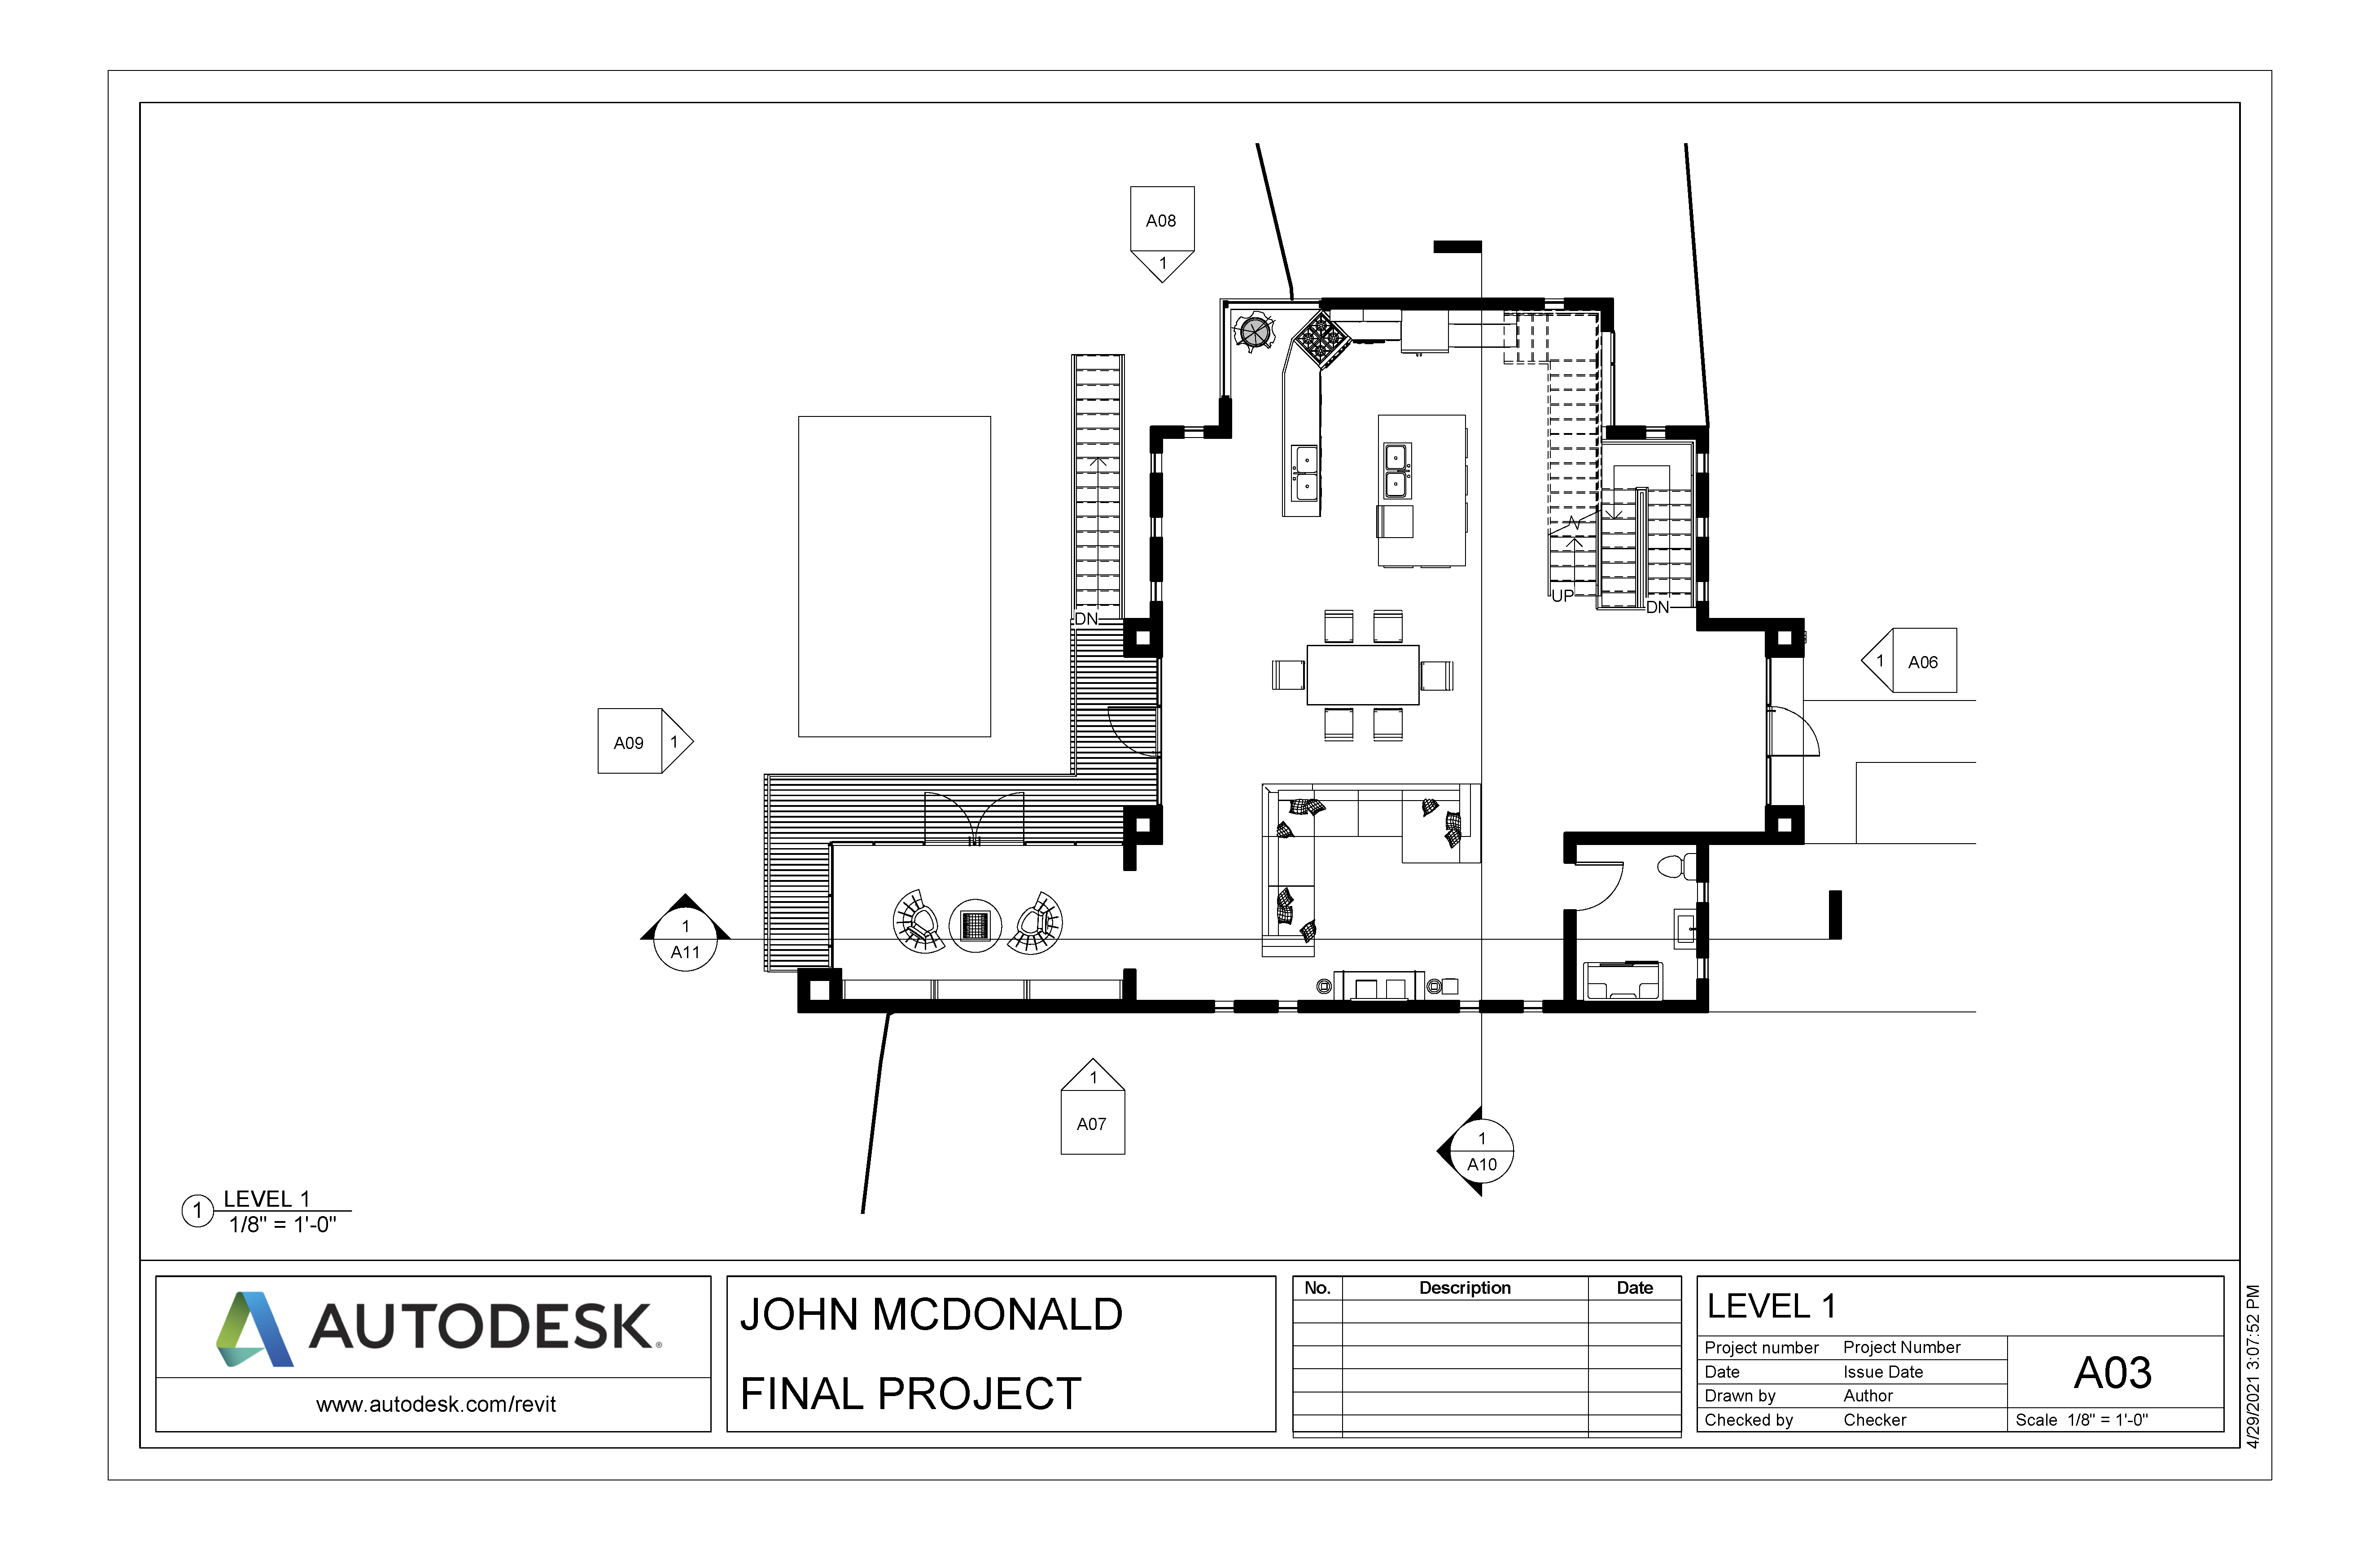 A08
1
DN
UP
DN
1 A06
A09 1
1
A11
1
A07
1
A10
1 LEVEL 1
1/8" = 1'-0"
AUTODESK®
www.autodesk.com/revit
JOHN MCDONALD
FINAL PROJECT
No. Description Date
LEVEL 1
Project number Project Number
Date Issue Date
Drawn by Author
Checked by Checker
A03
Scale 1/8" = 1'-0"
4/29/2021 3:07:52 PM